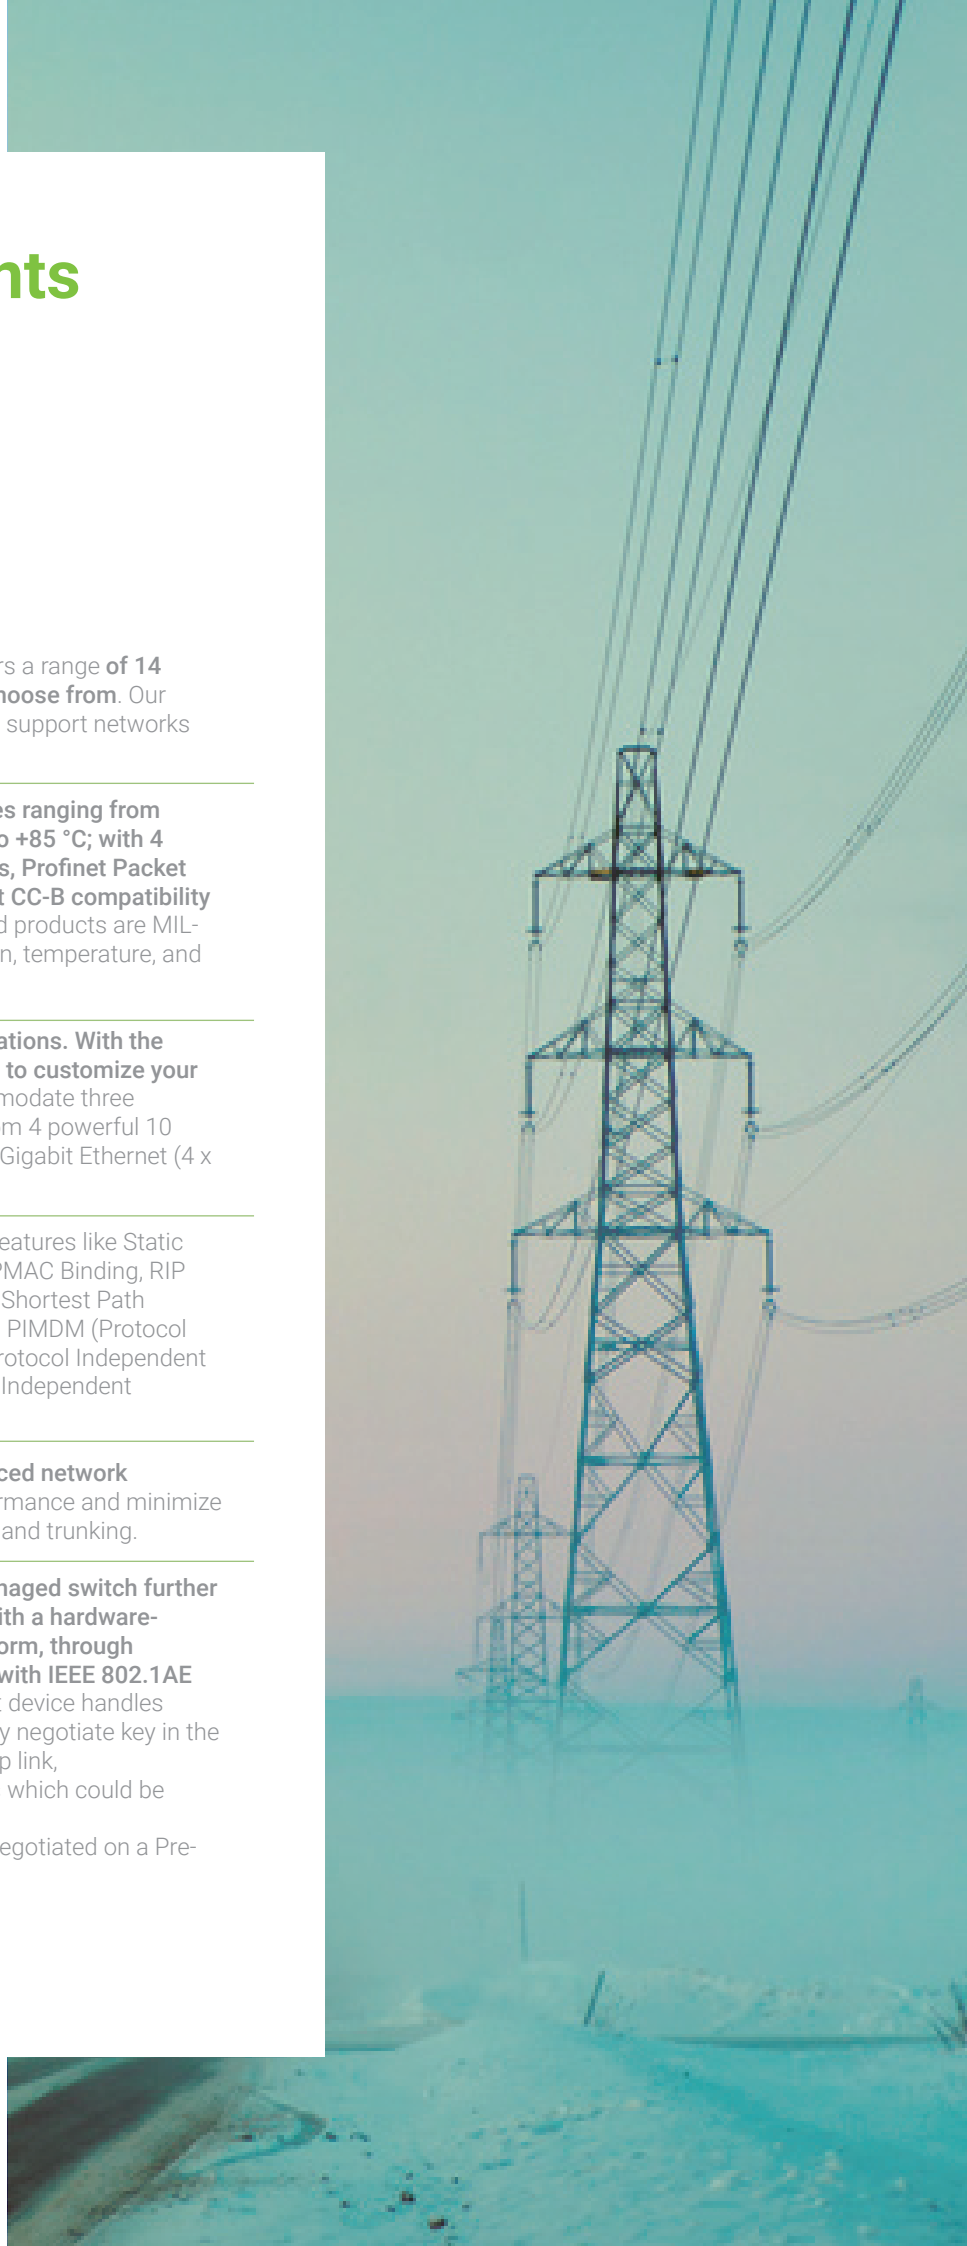 nts
rs a range of 14
hoose from. Our
support networks
es ranging from
o +85 °C; with 4
s, Profinet Packet
t CC-B compatibility
d products are MIL-
n, temperature, and
ations. With the
to customize your
modate three
om 4 powerful 10
Gigabit Ethernet (4 x
eatures like Static
PMAC Binding, RIP
Shortest Path
PIMDM (Protocol
rotocol Independent
Independent
ced network
rmance and minimize
and trunking.
naged switch further
ith a hardware-
orm, through
with IEEE 802.1AE
t device handles
y negotiate key in the
p link,
which could be
egotiated on a Pre-